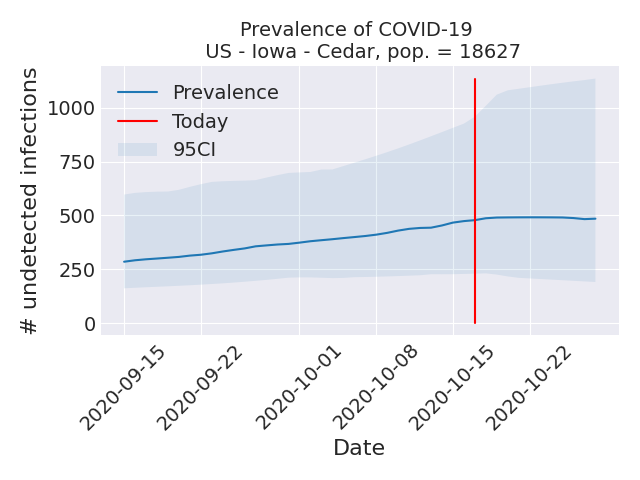 Prevalence of COVID-19
US - Iowa - Cedar, pop. = 18627
# undetected infections
1000
750
500
250
0
Prevalence
Today
95CI
2020-09-15
2020-09-22
2020-10-01
2020-10-08
2020-10-15
2020-10-22
Date